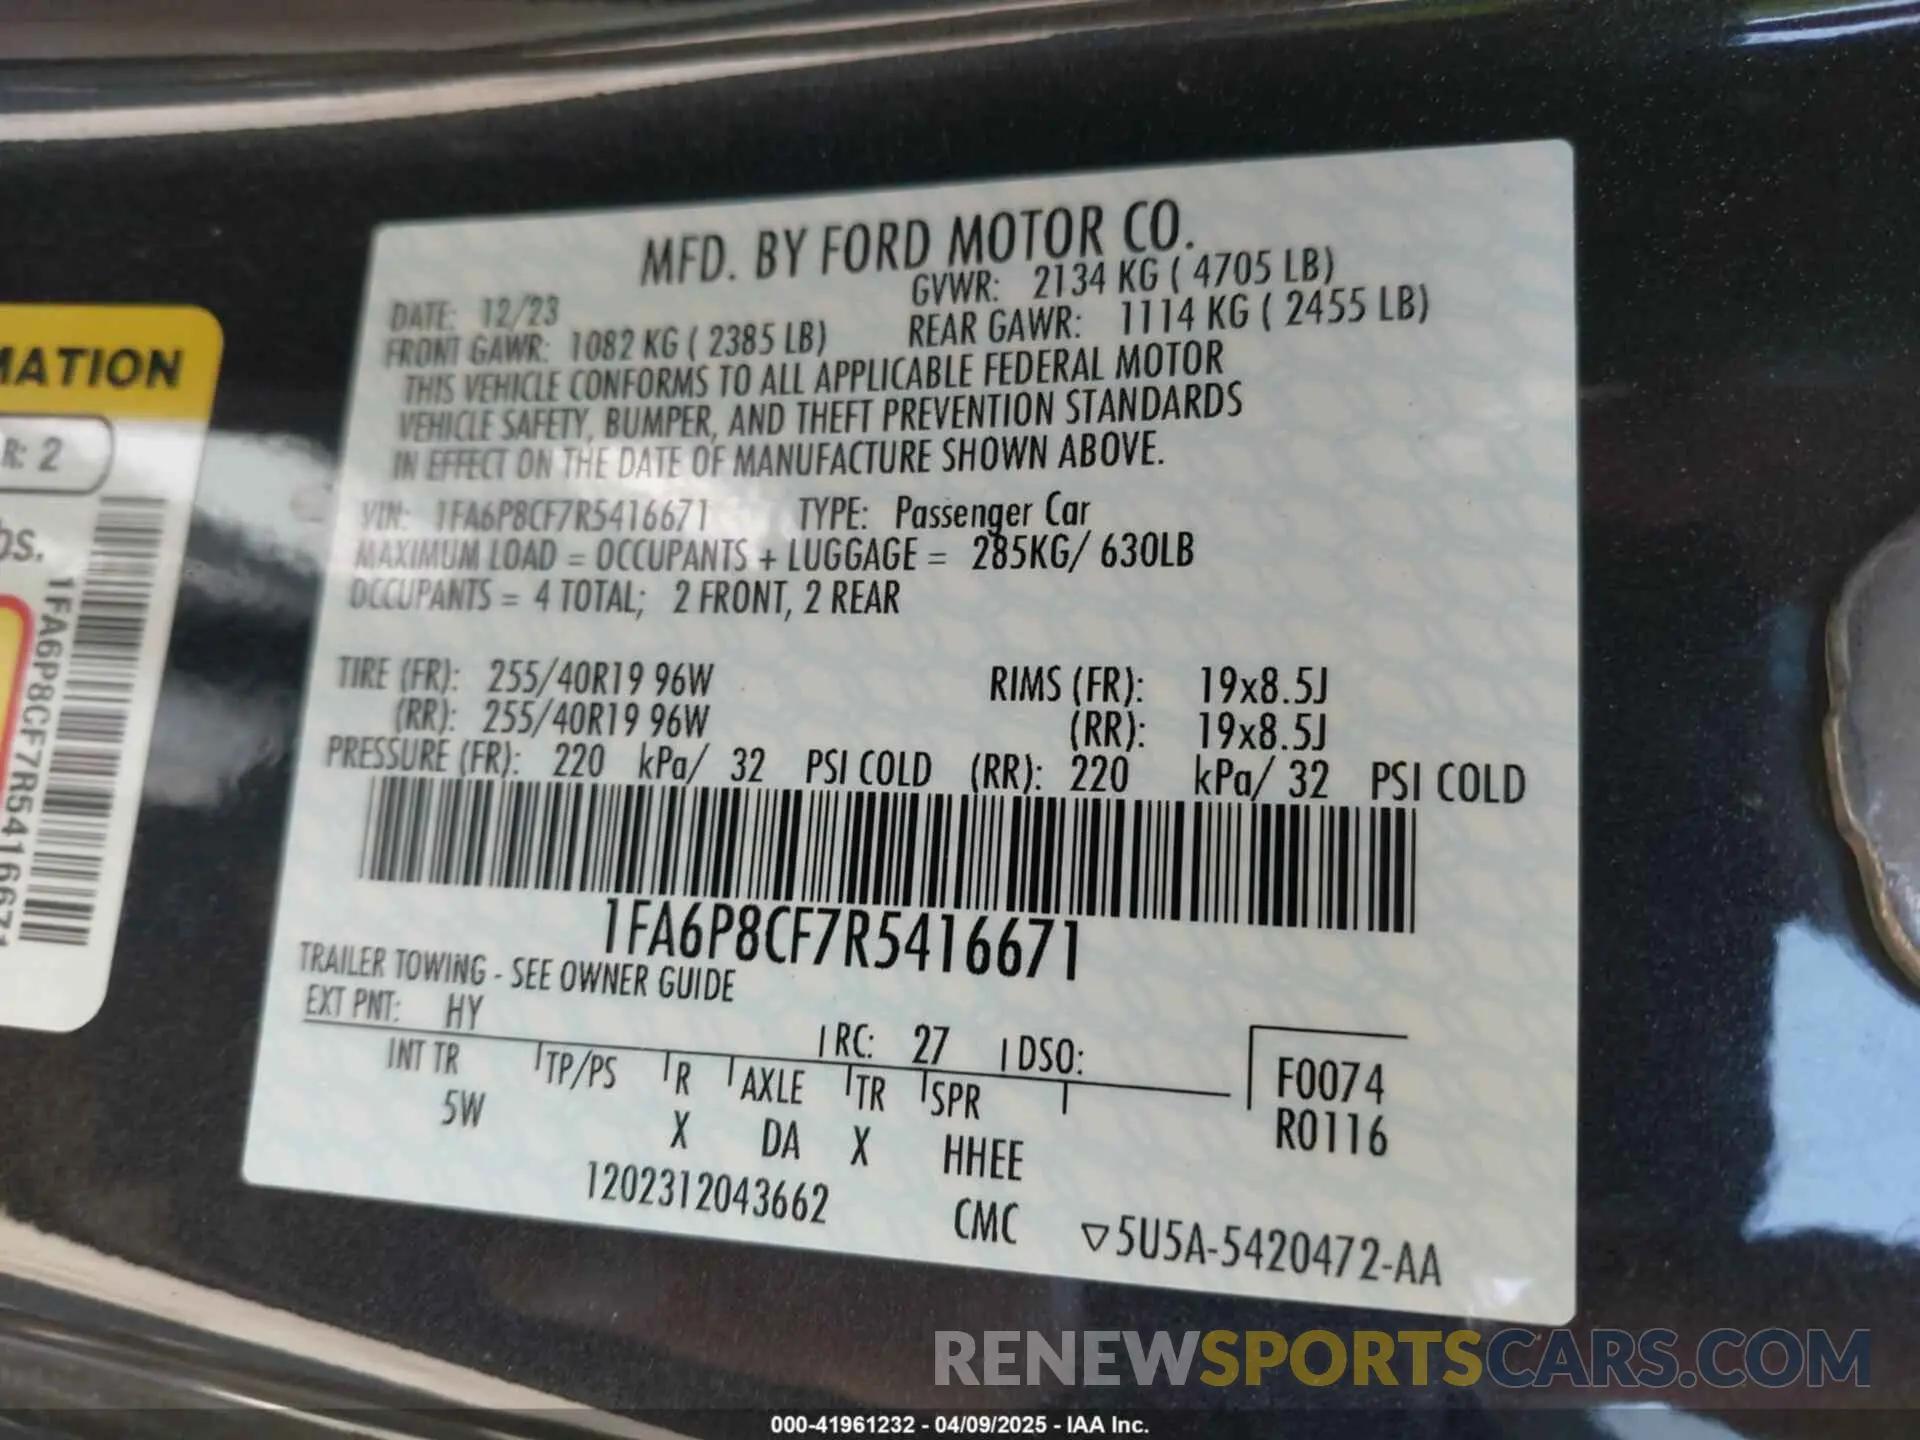 MFD. BY FORD MOTOR CO.
DATE: 12/23 GVWR: 2134 KG ( 4705 LB)
FRONT GAWR: 1082 KG ( 2385 LB) REAR GAWR: 1114 KG ( 2455 LB)
THIS VEHICLE CONFORMS TO ALL APPLICABLE FEDERAL MOTOR
VEHICLE SAFETY, BUMPER, AND THEFT PREVENTION STANDARDS
IN EFFECT ON THE DATE OF MANUFACTURE SHOWN ABOVE.
VIN: 1FA6P8CF7R5416671 TYPE: Passenger Car
MAXIMUM LOAD = OCCUPANTS + LUGGAGE = 285KG/ 630LB
OCCUPANTS = 4 TOTAL; 2 FRONT, 2 REAR
TIRE (FR): 255/40R19 96W RIMS (FR): 19x8.5J
(RR): 255/40R19 96W (RR): 19x8.5J
PRESSURE (FR): 220 kPa/ 32 PSI COLD (RR): 220 kPa/ 32 PSI COLD
1FA6P8CF7R5416671
TRAILER TOWING - SEE OWNER GUIDE
EXT PNT: HY RC: 27 DSO:
INT TR TP/PS R AXLE TR SPR F0074
5W X DA X HHEE R0116
1202312043662 CMC ▽5U5A-5420472-AA
MATION
R: 2
bs.
1FA6P8CF7R5416671
RENEWSPORTSCARS.COM
000-41961232 - 04/09/2025 - IAA Inc.